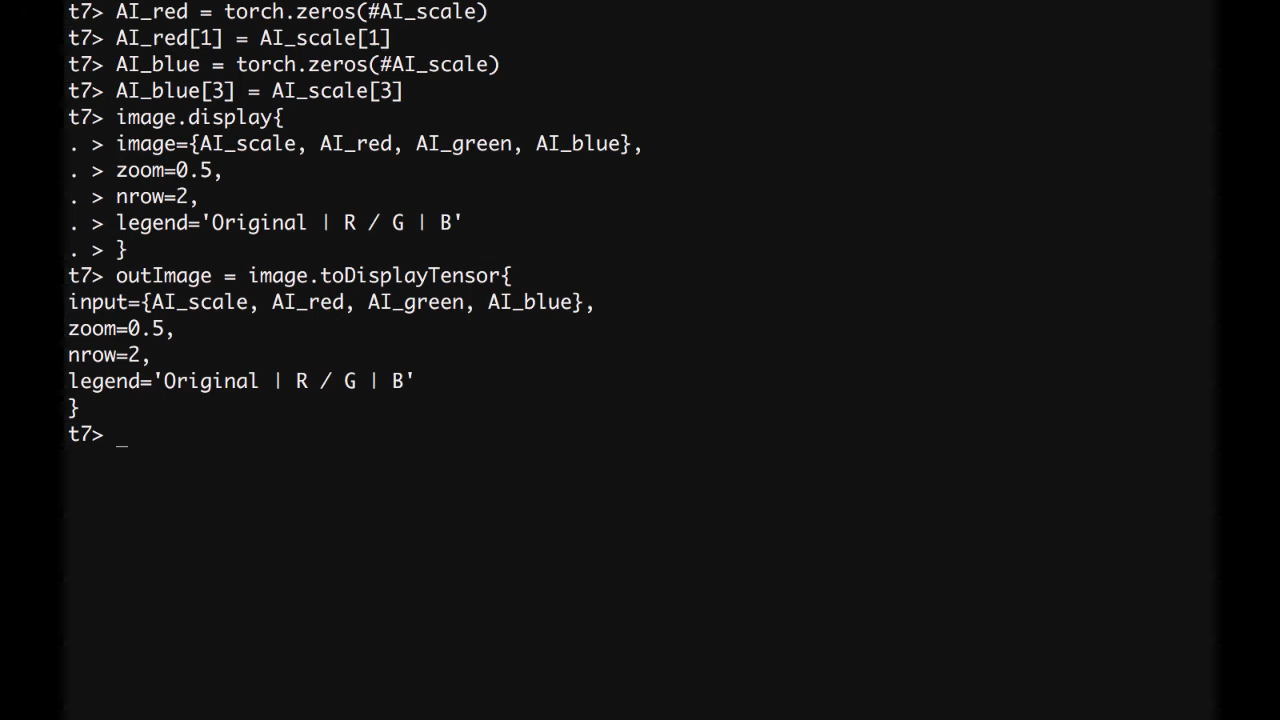 t7> AI_red = torch.zeros(#AI_scale)
t7> AI_red[1] = AI_scale[1]
t7> AI_blue = torch.zeros(#AI_scale)
t7> AI_blue[3] = AI_scale[3]
t7> image.display{
. > image={AI_scale, AI_red, AI_green, AI_blue},
. > zoom=0.5,
. > nrow=2,
. > legend='Original | R / G | B'
. > }
t7> outImage = image.toDisplayTensor{
input={AI_scale, AI_red, AI_green, AI_blue},
zoom=0.5,
nrow=2,
legend='Original | R / G | B'
}
t7> _